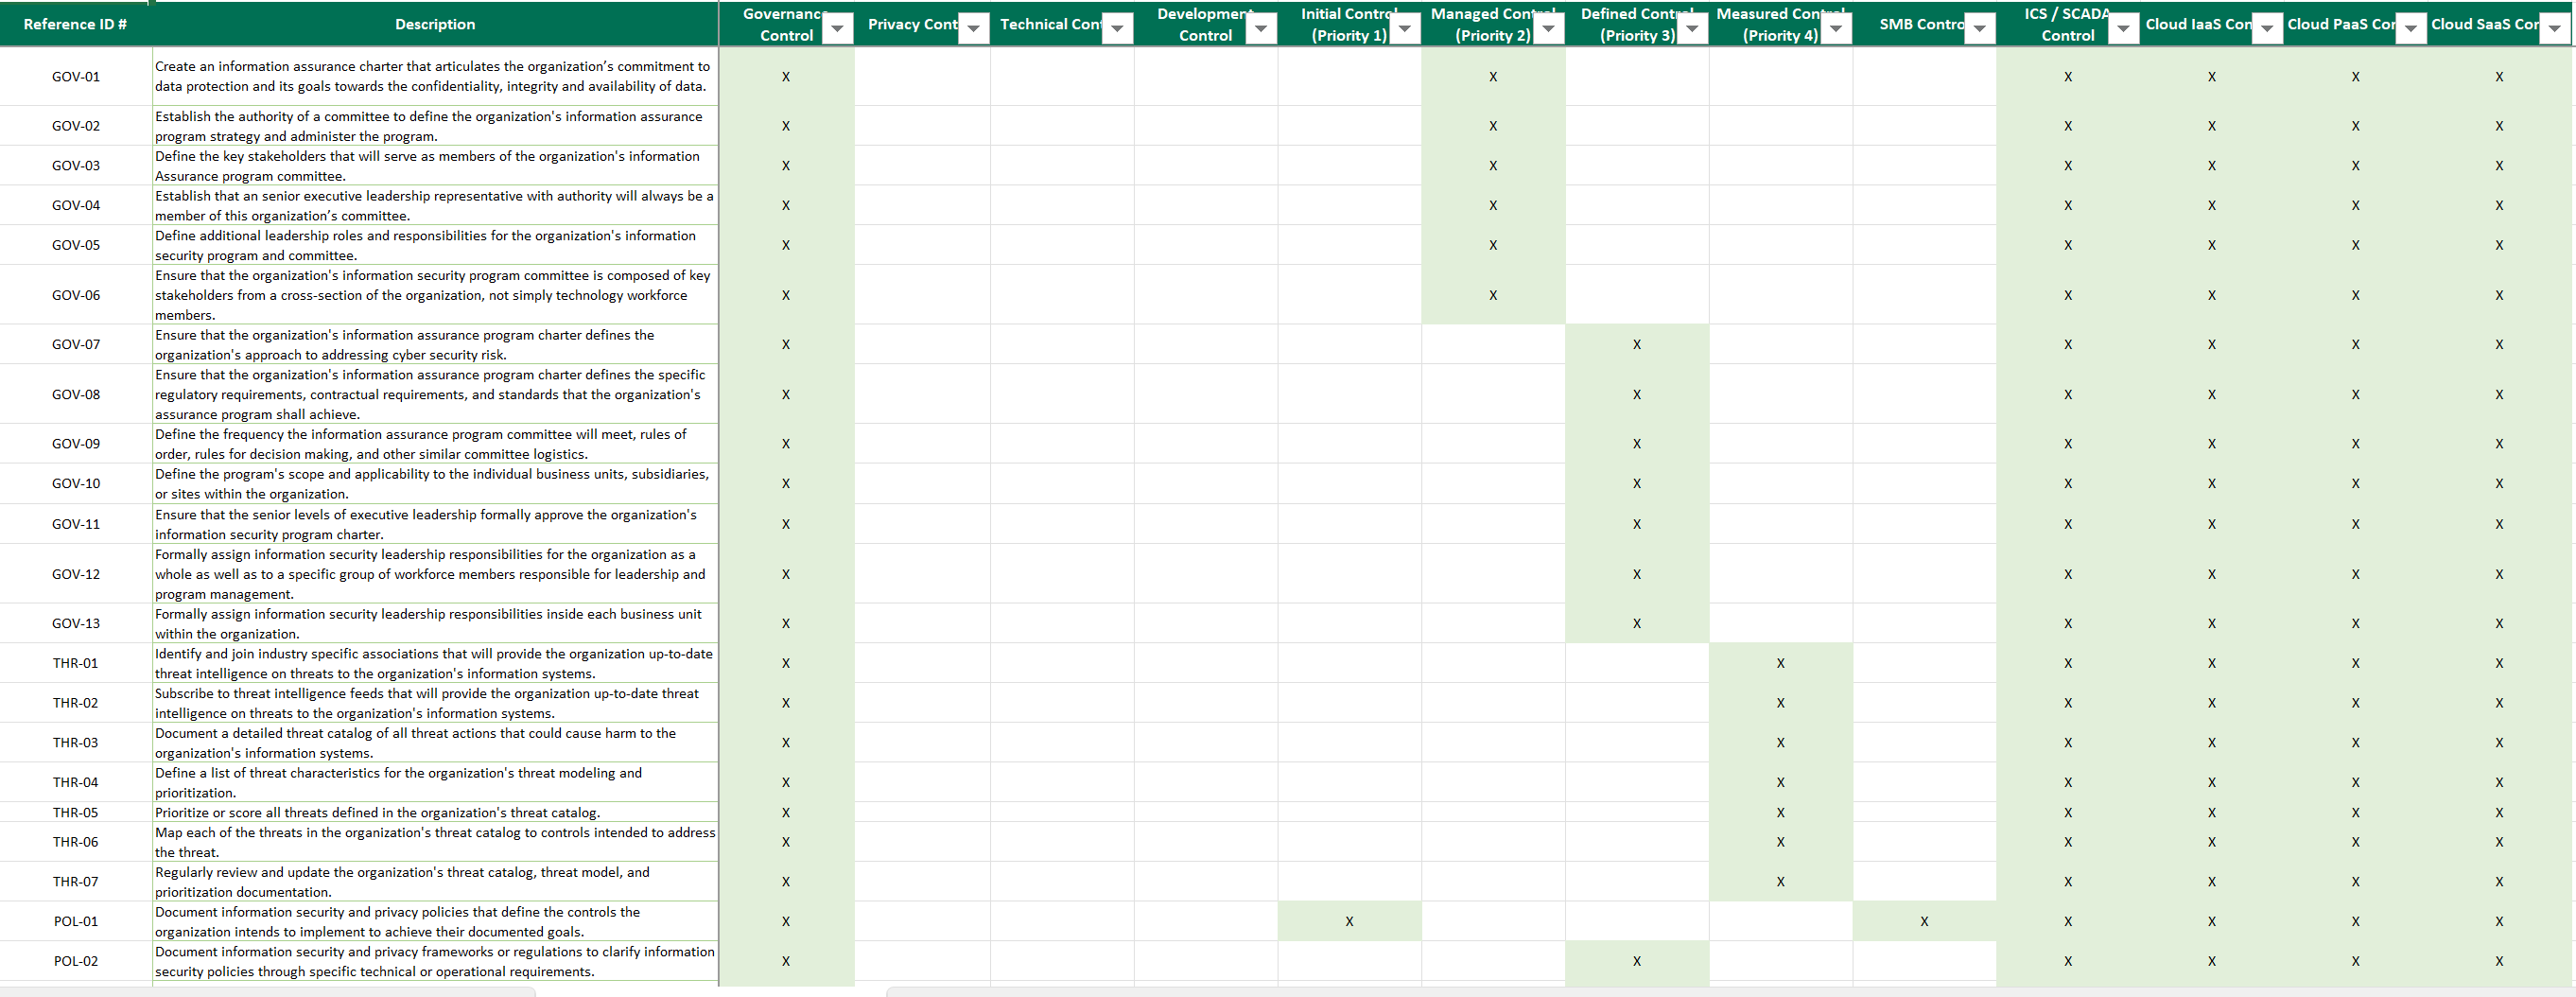 Reference ID # Description Governance Control Privacy Cont Technical Cont Development Control Initial Contro (Priority 1) Managed Cont (Priority 2) Defined Cont (Priority 3) Measured Co (Priority 4) SMB Contro ICS / SCADA Control Cloud IaaS Con Cloud PaaS Co Cloud SaaS Co
GOV-01 Create an information assurance charter that articulates the organization’s commitment to
data protection and its goals towards the confidentiality, integrity and availability of data. X X X X X X
GOV-02 Establish the authority of a committee to define the organization's information assurance
program strategy and administer the program. X X X X X X
GOV-03 Define the key stakeholders that will serve as members of the organization's information
Assurance program committee. X X X X X X
GOV-04 Establish that an senior executive leadership representative with authority will always be a
member of this organization’s committee. X X X X X X
GOV-05 Define additional leadership roles and responsibilities for the organization's information
security program and committee. X X X X X X
GOV-06 Ensure that the organization's information security program committee is composed of key
stakeholders from a cross-section of the organization, not simply technology workforce
members. X X X X X X
GOV-07 Ensure that the organization's information assurance program charter defines the
organization's approach to addressing cyber security risk. X X X X X X
GOV-08 Ensure that the organization's information assurance program charter defines the specific
regulatory requirements, contractual requirements, and standards that the organization's
assurance program shall achieve. X X X X X X
GOV-09 Define the frequency the information assurance program committee will meet, rules of
order, rules for decision making, and other similar committee logistics. X X X X X X
GOV-10 Define the program's scope and applicability to the individual business units, subsidiaries,
or sites within the organization. X X X X X X
GOV-11 Ensure that the senior levels of executive leadership formally approve the organization's
information security program charter. X X X X X X
GOV-12 Formally assign information security leadership responsibilities for the organization as a
whole as well as to a specific group of workforce members responsible for leadership and
program management. X X X X X X
GOV-13 Formally assign information security leadership responsibilities inside each business unit
within the organization. X X X X X X
THR-01 Identify and join industry specific associations that will provide the organization up-to-date
threat intelligence on threats to the organization's information systems. X X X X X X
THR-02 Subscribe to threat intelligence feeds that will provide the organization up-to-date threat
intelligence on threats to the organization's information systems. X X X X X X
THR-03 Document a detailed threat catalog of all threat actions that could cause harm to the
organization's information systems. X X X X X X
THR-04 Define a list of threat characteristics for the organization's threat modeling and
prioritization. X X X X X X
THR-05 Prioritize or score all threats defined in the organization's threat catalog. X X X X X X
THR-06 Map each of the threats in the organization's threat catalog to controls intended to address
the threat. X X X X X X
THR-07 Regularly review and update the organization's threat catalog, threat model, and
prioritization documentation. X X X X X X
POL-01 Document information security and privacy policies that define the controls the
organization intends to implement to achieve their documented goals. X X X X X X X
POL-02 Document information security and privacy frameworks or regulations to clarify information
security policies through specific technical or operational requirements. X X X X X X